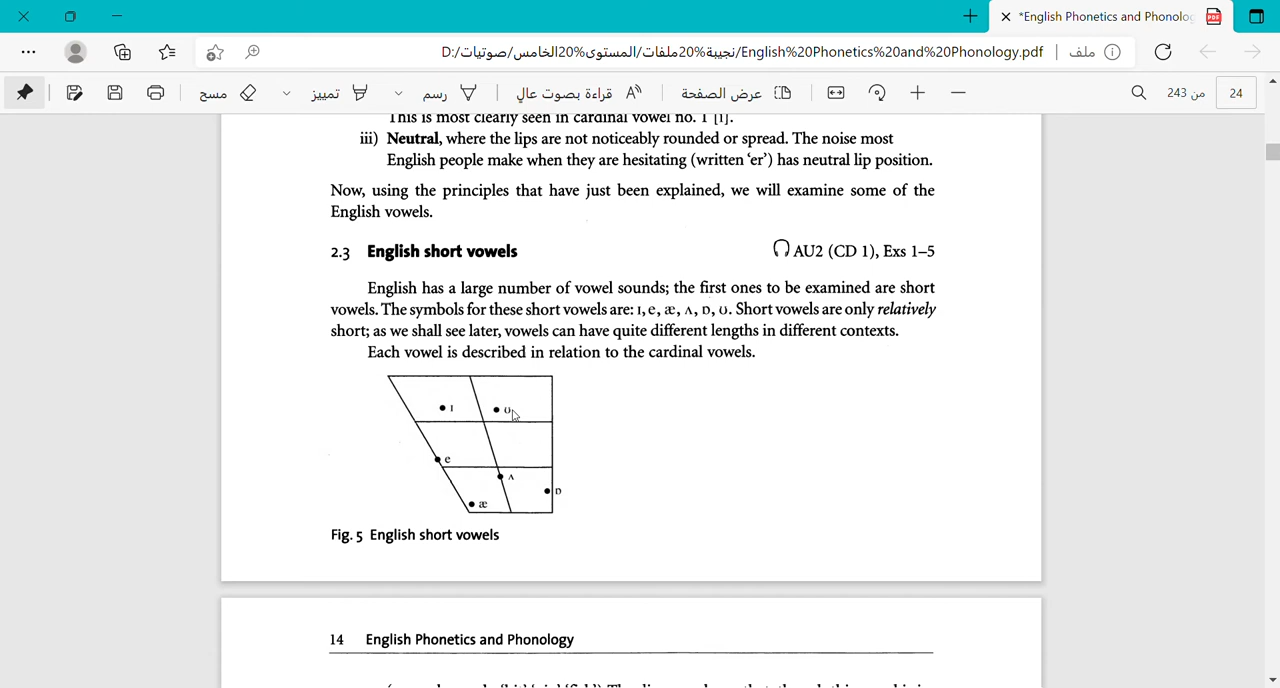 *English Phonetics and Phonolog
PDF
D:/نجيبة%20ملفات/المستوى%20الخامس/صوتيات/English%20Phonetics%20and%20Phonology.pdf
ملف
مسح
تمييز
رسم
قراءة بصوت عالٍ
عرض الصفحة
من 243
24
This is most clearly seen in cardinal vowel no. 1 [i].
iii) Neutral, where the lips are not noticeably rounded or spread. The noise most
English people make when they are hesitating (written ‘er’) has neutral lip position.
Now, using the principles that have just been explained, we will examine some of the
English vowels.
2.3 English short vowels AU2 (CD 1), Exs 1–5
English has a large number of vowel sounds; the first ones to be examined are short
vowels. The symbols for these short vowels are: ɪ, e, æ, ʌ, ɒ, ʊ. Short vowels are only relatively
short; as we shall see later, vowels can have quite different lengths in different contexts.
Each vowel is described in relation to the cardinal vowels.
ɪ ʊ
e
ʌ
ɒ
æ
Fig. 5 English short vowels
14 English Phonetics and Phonology